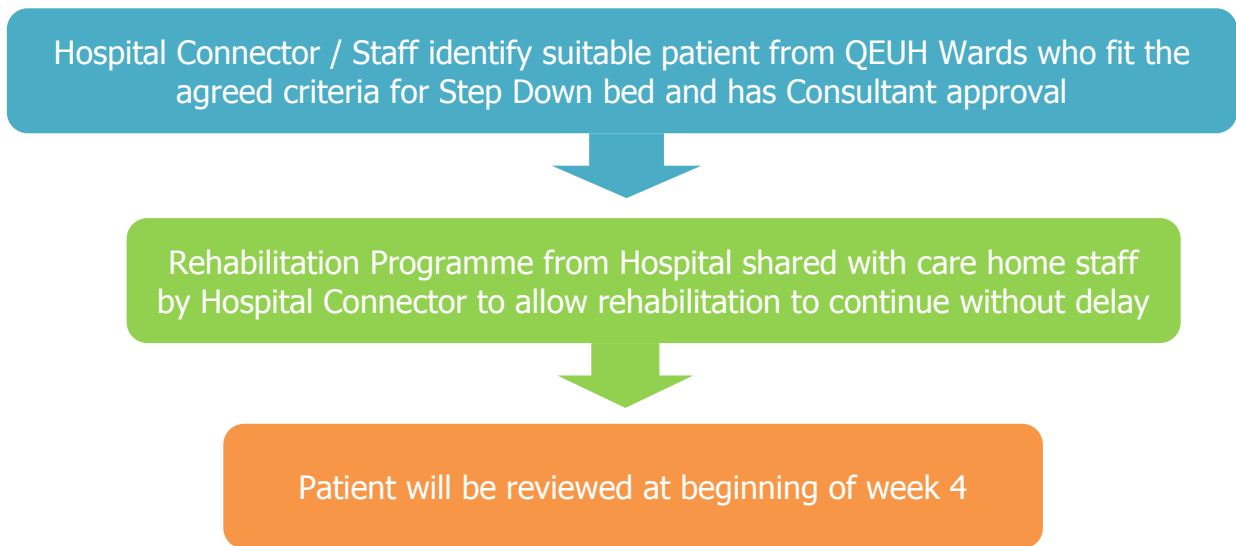 Hospital Connector / Staff identify suitable patient from QEUH Wards who fit the
agreed criteria for Step Down bed and has Consultant approval
Rehabilitation Programme from Hospital shared with care home staff
by Hospital Connector to allow rehabilitation to continue without delay
Patient will be reviewed at beginning of week 4